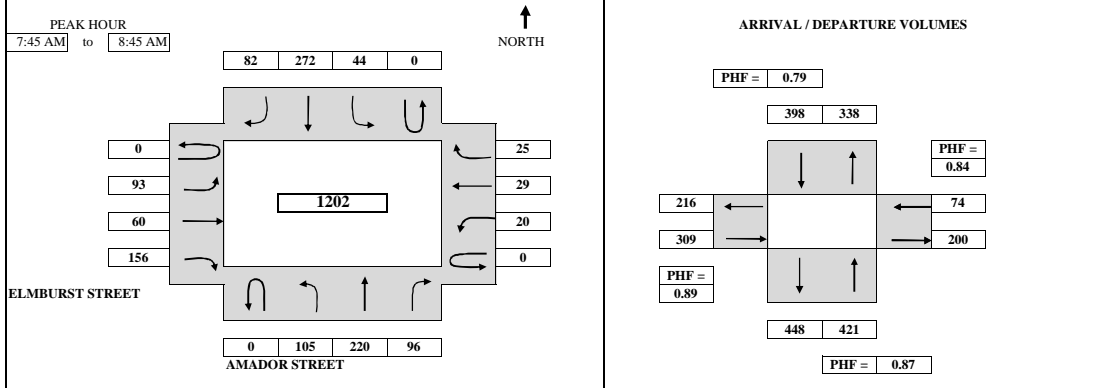 PEAK HOUR
7:45 AM to 8:45 AM
NORTH
82 272 44 0
0
93
60
156
1202
25
29
20
0
ELMBURST STREET
0 105 220 96
AMADOR STREET
ARRIVAL / DEPARTURE VOLUMES
PHF = 0.79
398 338
PHF =
0.84
216
309
74
200
PHF =
0.89
448 421
PHF = 0.87